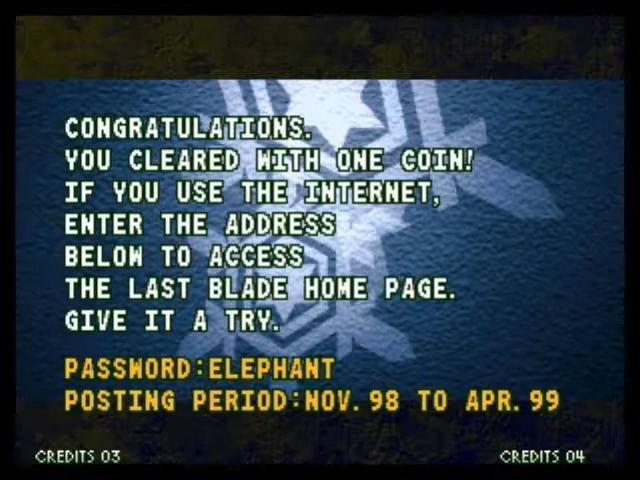 CONGRATULATIONS.
YOU CLEARED WITH ONE COIN!
IF YOU USE THE INTERNET,
ENTER THE ADDRESS
BELOW TO ACCESS
THE LAST BLADE HOME PAGE.
GIVE IT A TRY.
PASSWORD:ELEPHANT
POSTING PERIOD:NOV.98 TO APR.99
CREDITS 03 CREDITS 04